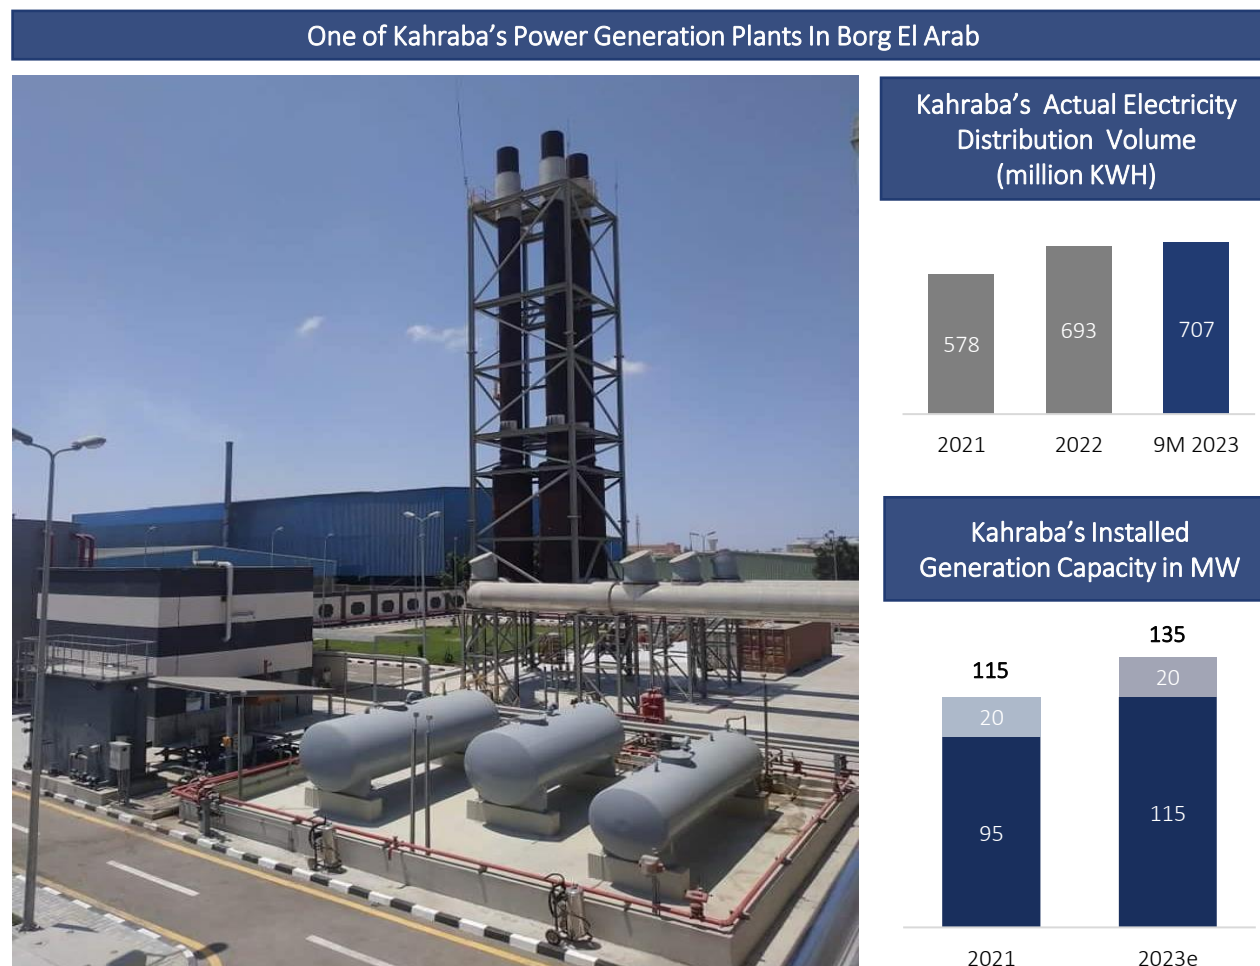 One of Kahraba's Power Generation Plants In Borg El Arab
Kahraba's Actual Electricity
Distribution Volume
(million KWH)
578
693
707
2021
2022
9M 2023
Kahraba's Installed
Generation Capacity in MW
115
135
20
20
95
115
2021
2023e